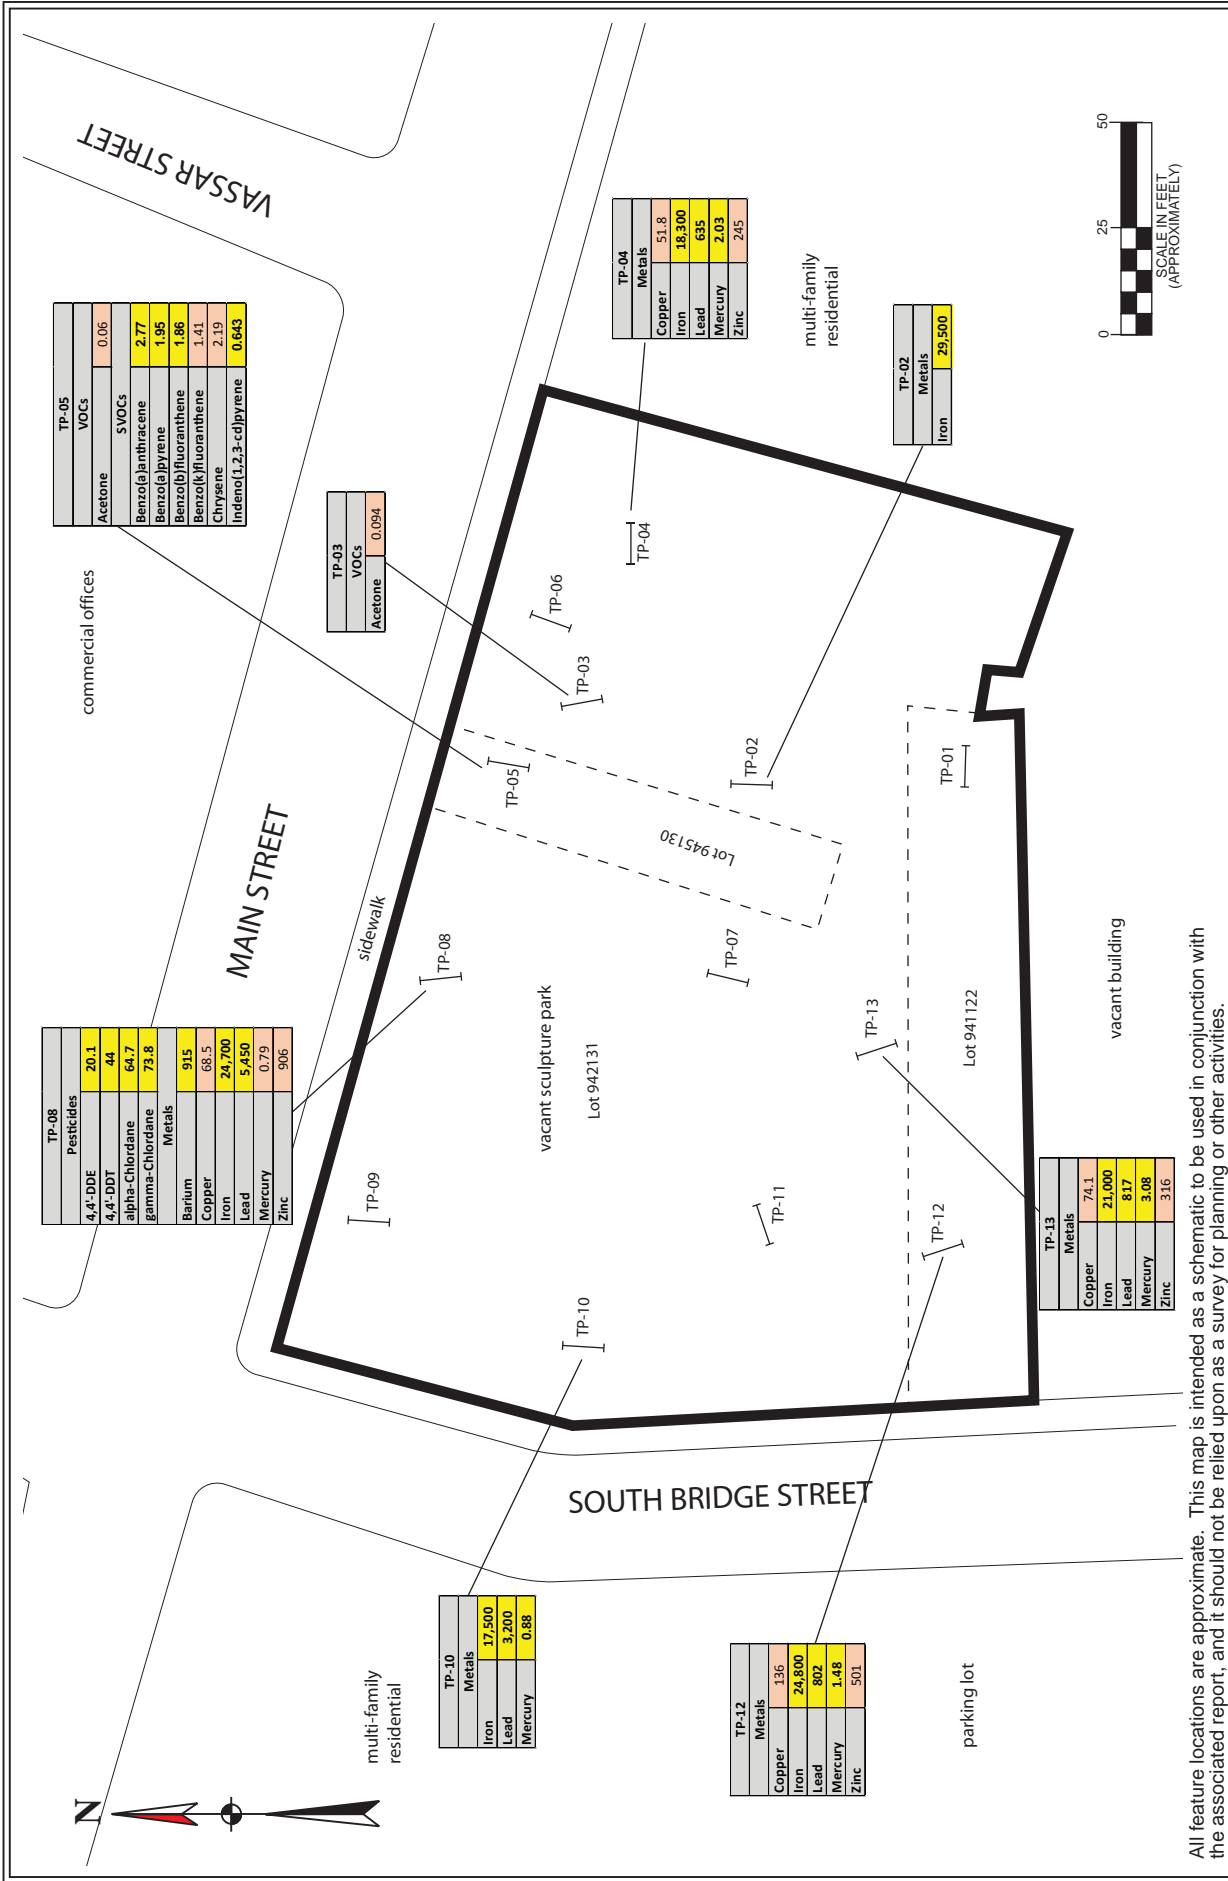 N
VASSAR STREET
MAIN STREET
SOUTH BRIDGE STREET
sidewalk
commercial offices
multi-family
residential
multi-family
residential
parking lot
vacant building
vacant sculpture park
Lot 942131
Lot 945130
Lot 941122
TP-01
TP-02
TP-03
TP-04
TP-05
TP-06
TP-07
TP-08
TP-09
TP-10
TP-11
TP-12
TP-13
TP-08
Pesticides
4,4'-DDE 20.1
4,4'-DDT 44
alpha-Chlordane 64.7
gamma-Chlordane 73.8
Metals
Barium 915
Copper 68.5
Iron 24,700
Lead 5,450
Mercury 0.79
Zinc 906
TP-05
VOCs
Acetone 0.06
SVOCs
Benzo(a)anthracene 2.77
Benzo(a)pyrene 1.95
Benzo(b)fluoranthene 1.86
Benzo(k)fluoranthene 1.41
Chrysene 2.19
Indeno(1,2,3-cd)pyrene 0.643
TP-03
VOCs
Acetone 0.094
TP-04
Metals
Copper 51.8
Iron 18,300
Lead 635
Mercury 2.03
Zinc 245
TP-02
Metals
Iron 29,500
TP-10
Metals
Iron 17,500
Lead 3,200
Mercury 0.88
TP-12
Metals
Copper 136
Iron 24,800
Lead 802
Mercury 1.48
Zinc 501
TP-13
Metals
Copper 74.1
Iron 21,000
Lead 817
Mercury 3.08
Zinc 316
0 25 50
SCALE IN FEET
(APPROXIMATELY)
All feature locations are approximate. This map is intended as a schematic to be used in conjunction with
the associated report, and it should not be relied upon as a survey for planning or other activities.